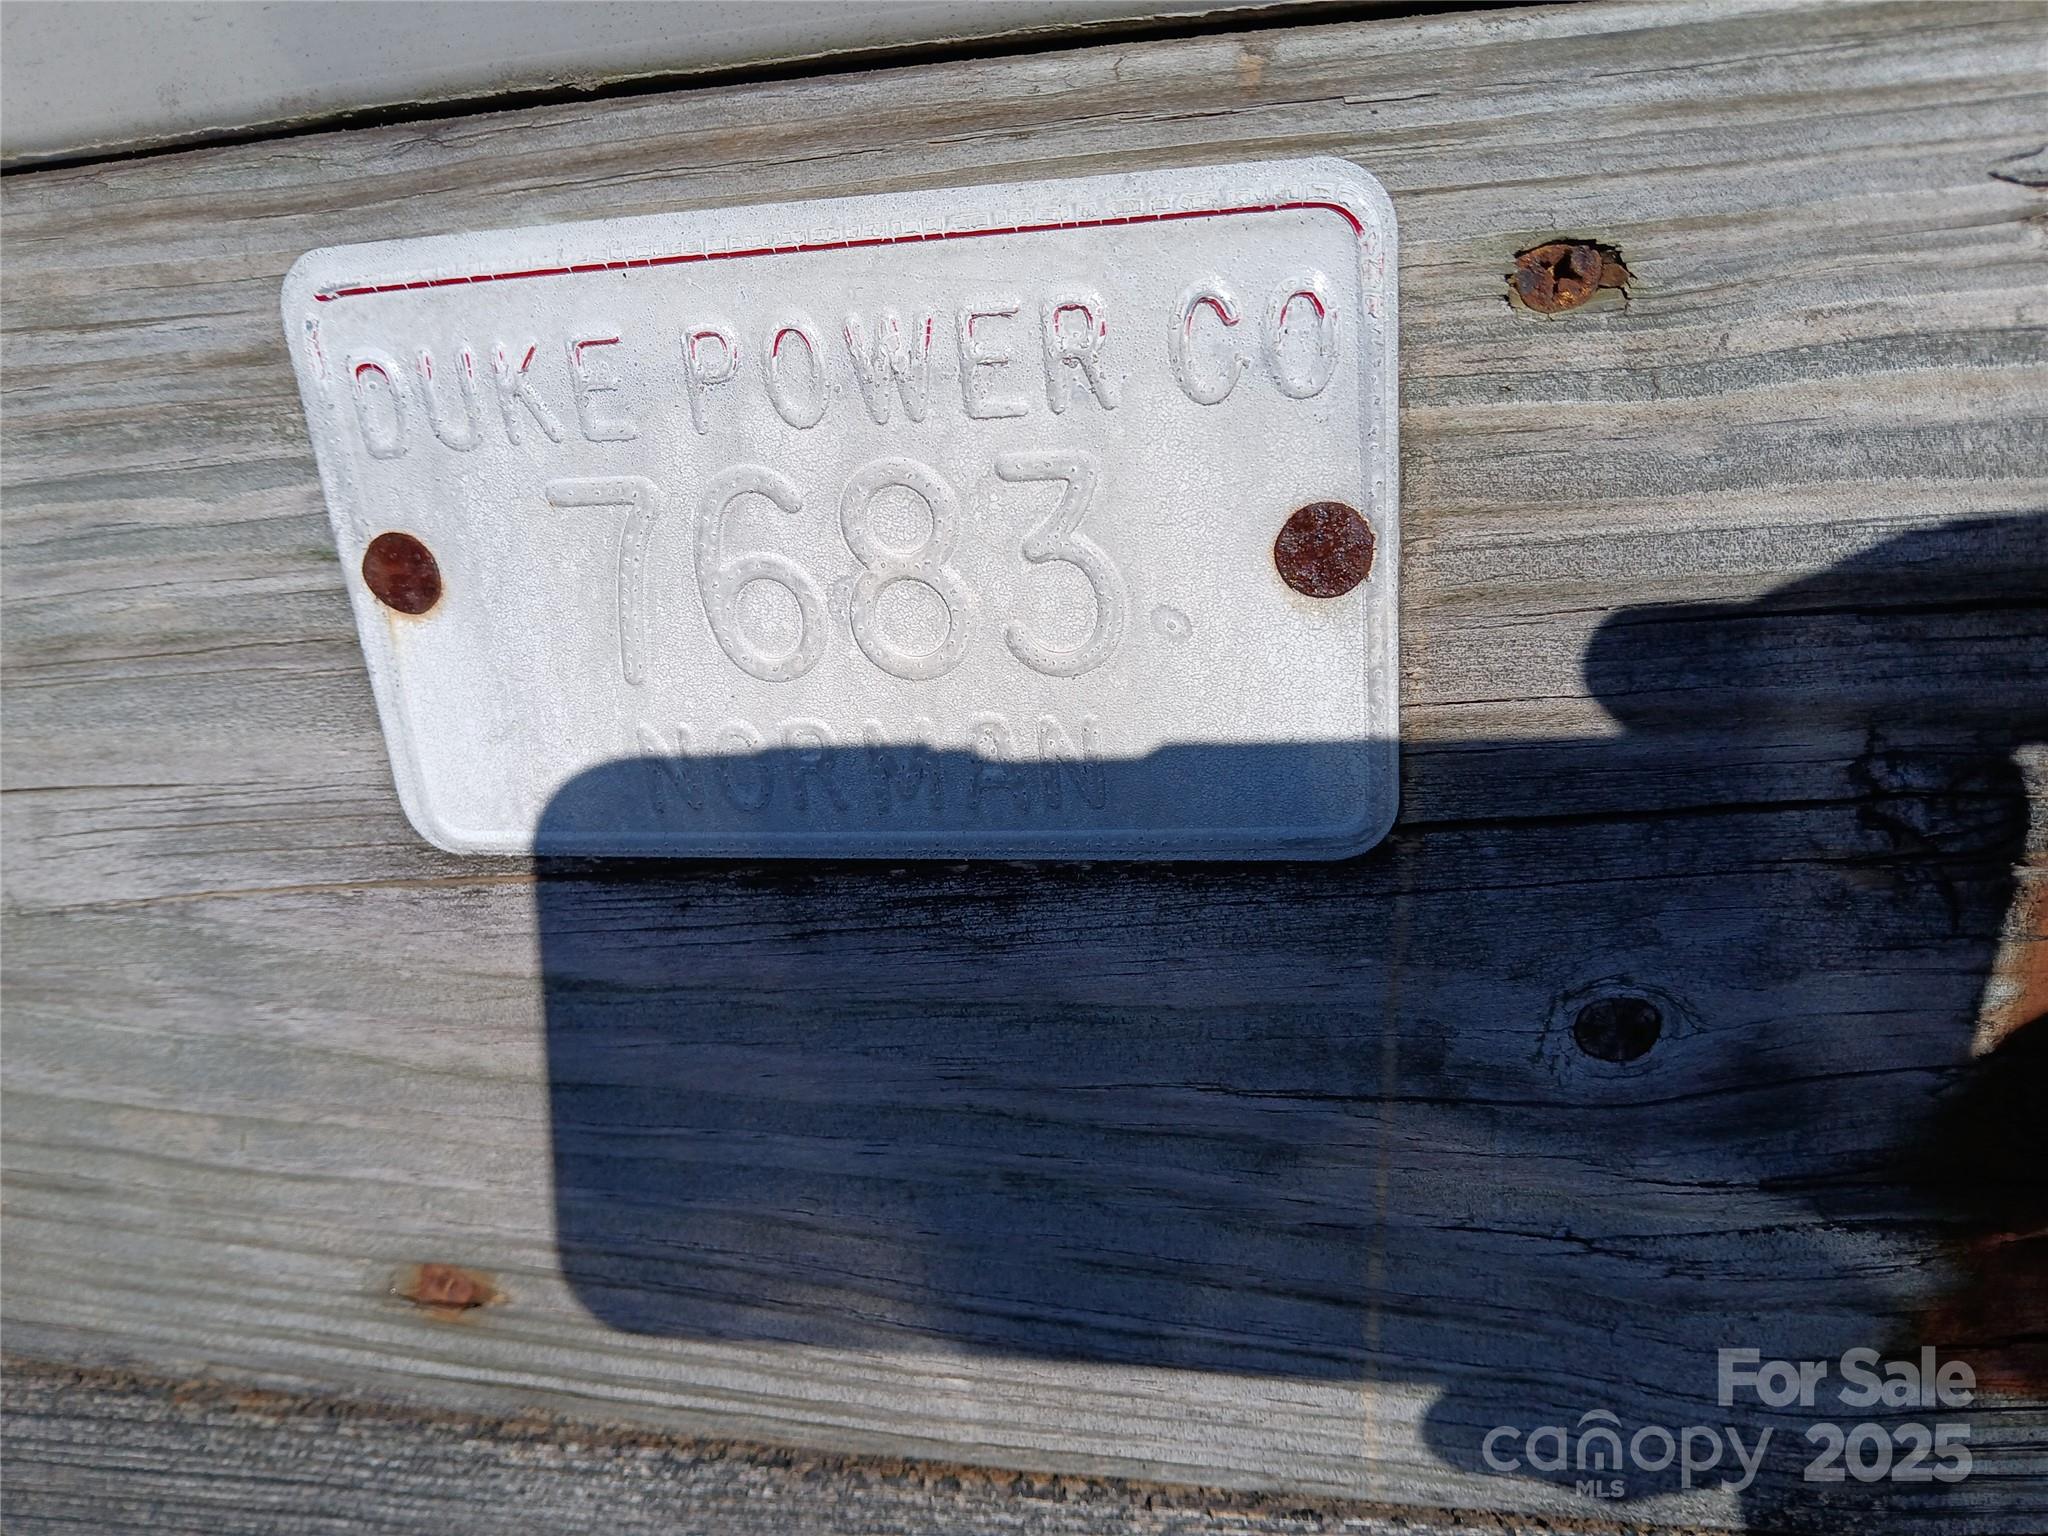 DUKE POWER CO
7683.
NORMAN
For Sale
canopy 2025
MLS